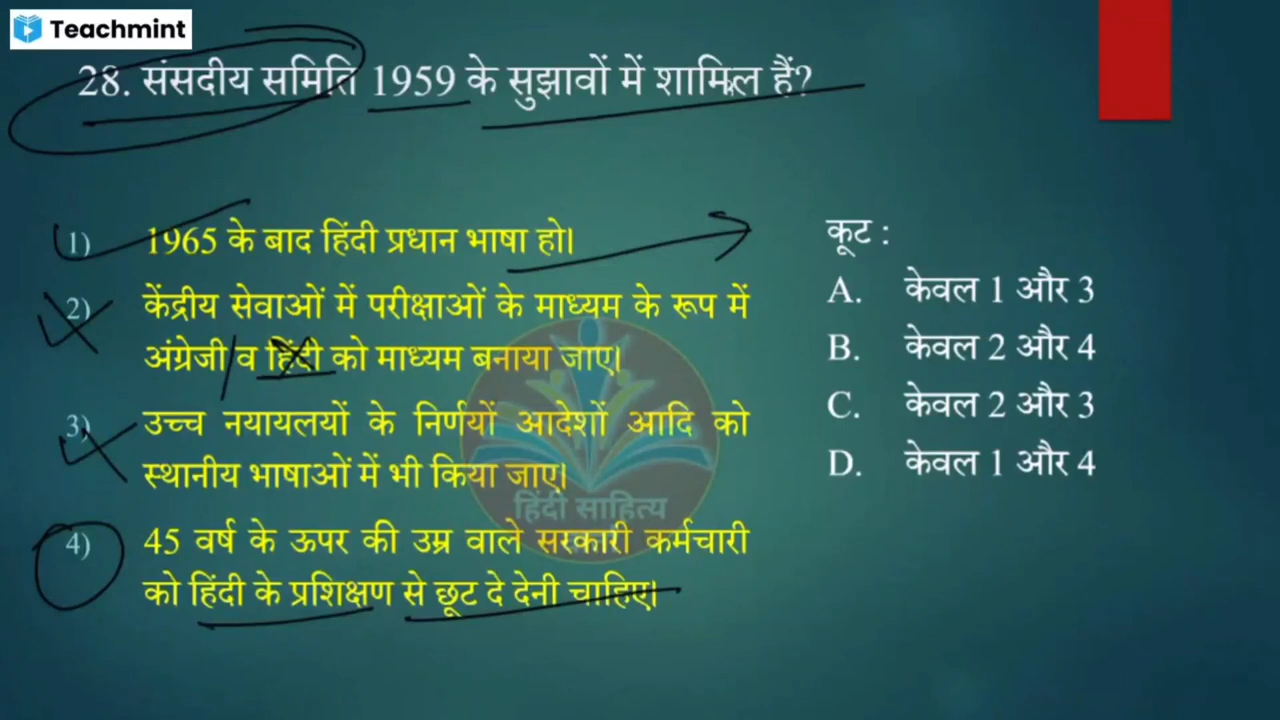 Teachmint
28. संसदीय समिति 1959 के सुझावों में शामिल हैं?
1) 1965 के बाद हिंदी प्रधान भाषा हो।
2) केंद्रीय सेवाओं में परीक्षाओं के माध्यम के रूप में
अंग्रेजी व हिंदी को माध्यम बनाया जाए।
3) उच्च नयायलयों के निर्णयों आदेशों आदि को
स्थानीय भाषाओं में भी किया जाए।
4) 45 वर्ष के ऊपर की उम्र वाले सरकारी कर्मचारी
को हिंदी के प्रशिक्षण से छूट दे देनी चाहिए।
कूट :
A. केवल 1 और 3
B. केवल 2 और 4
C. केवल 2 और 3
D. केवल 1 और 4
हिंदी साहित्य